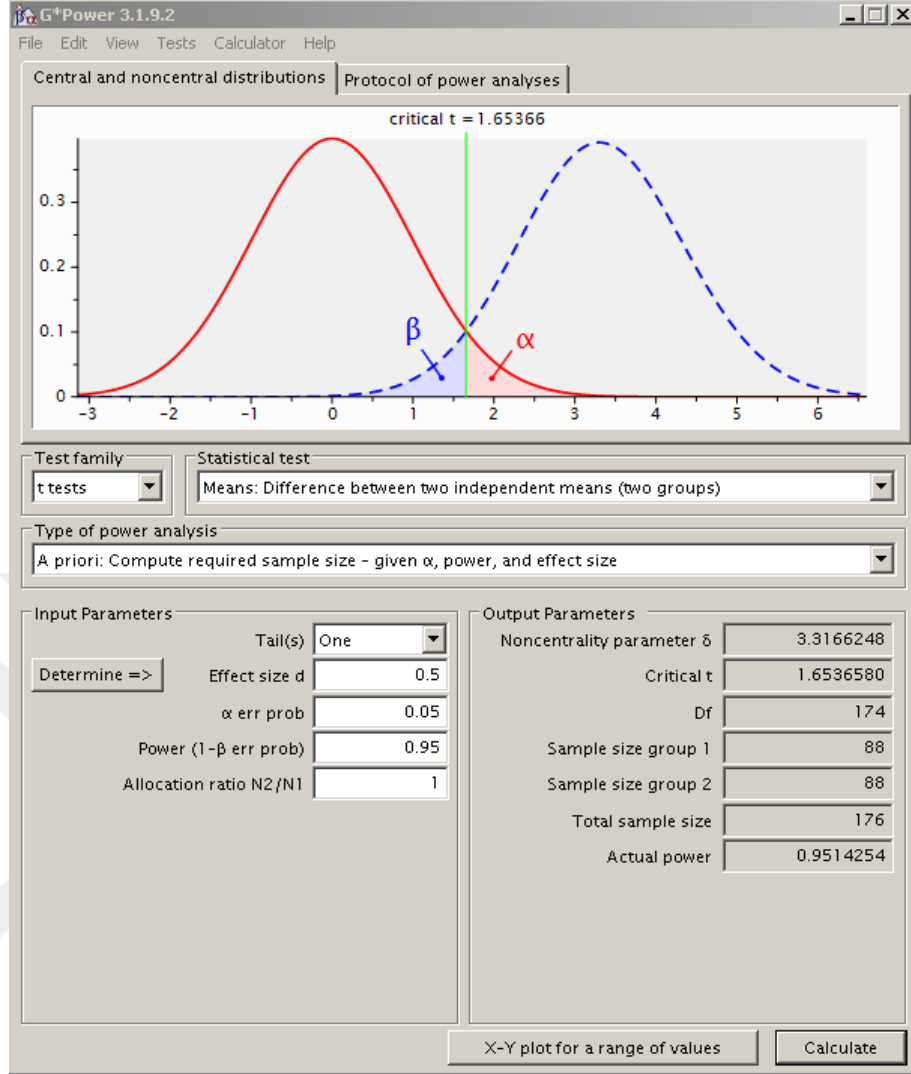 G*Power 3.1.9.2
File Edit View Tests Calculator Help
Central and noncentral distributions Protocol of power analyses
critical t = 1.65366
0.3
0.2
β α
0.1
0
-3 -2 -1 0 1 2 3 4 5 6
Test family Statistical test
t tests Means: Difference between two independent means (two groups)
Type of power analysis
A priori: Compute required sample size - given α, power, and effect size
Input Parameters Output Parameters
Tail(s) One Noncentrality parameter δ 3.3166248
Determine => Effect size d 0.5 Critical t 1.6536580
α err prob 0.05 Df 174
Power (1-β err prob) 0.95 Sample size group 1 88
Allocation ratio N2/N1 1 Sample size group 2 88
Total sample size 176
Actual power 0.9514254
X-Y plot for a range of values Calculate